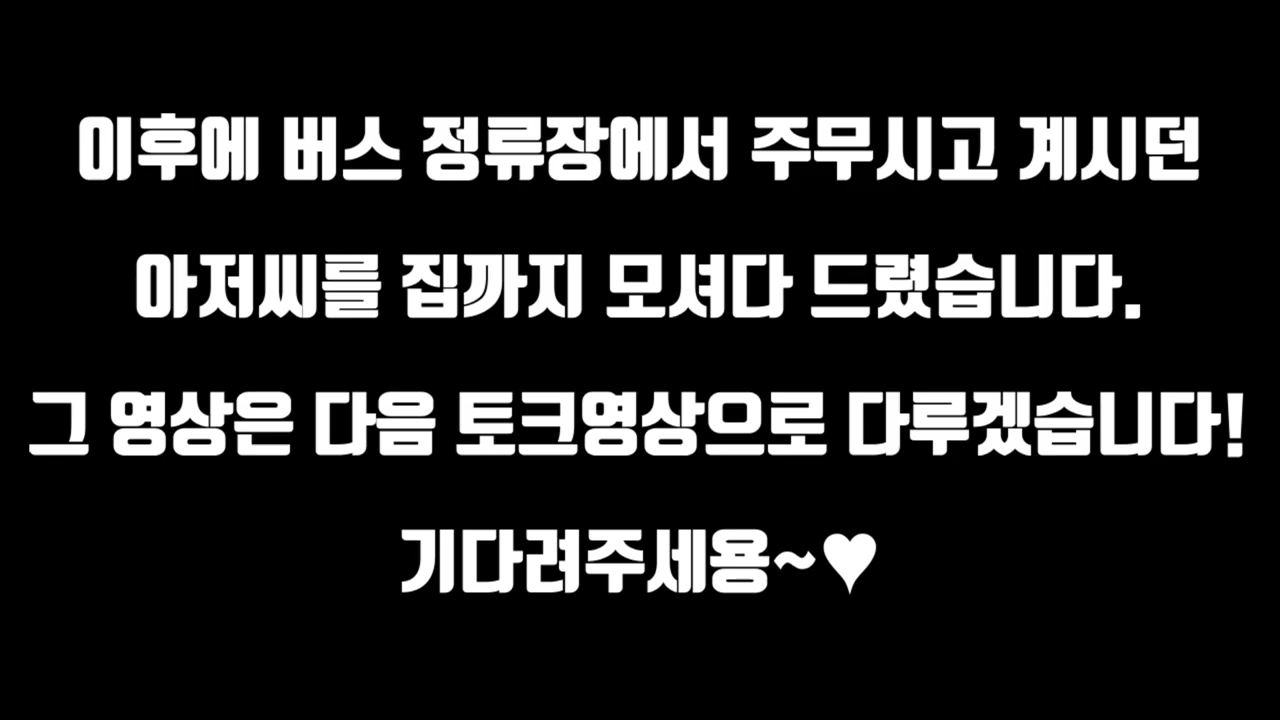 이후에 버스 정류장에서 주무시고 계시던
아저씨를 집까지 모셔다 드렸습니다.
그 영상은 다음 토크영상으로 다루겠습니다!
기다려주세용~♥